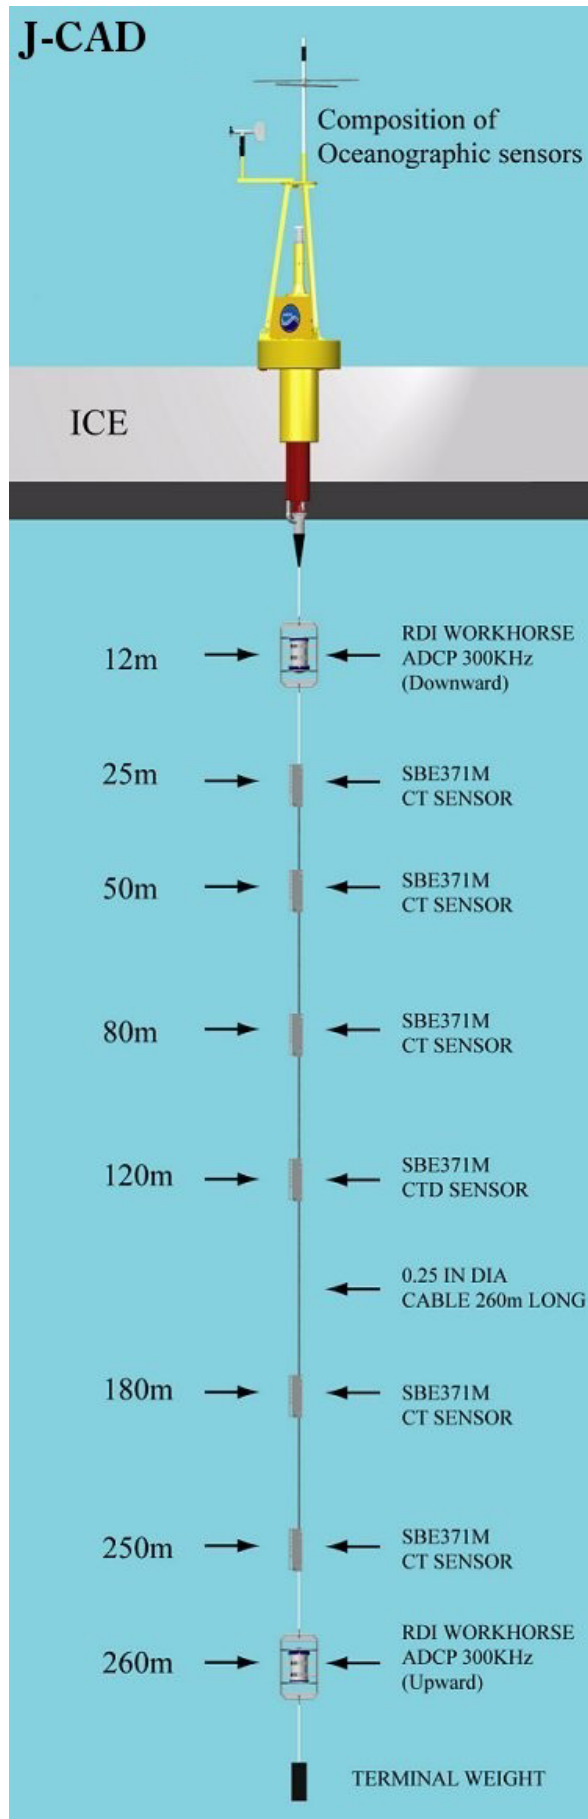 J-CAD
Composition of
Oceanographic sensors
ICE
12m
RDI WORKHORSE
ADCP 300KHz
(Downward)
25m
SBE371M
CT SENSOR
50m
SBE371M
CT SENSOR
80m
SBE371M
CT SENSOR
120m
SBE371M
CTD SENSOR
0.25 IN DIA
CABLE 260m LONG
180m
SBE371M
CT SENSOR
250m
SBE371M
CT SENSOR
260m
RDI WORKHORSE
ADCP 300KHz
(Upward)
TERMINAL WEIGHT